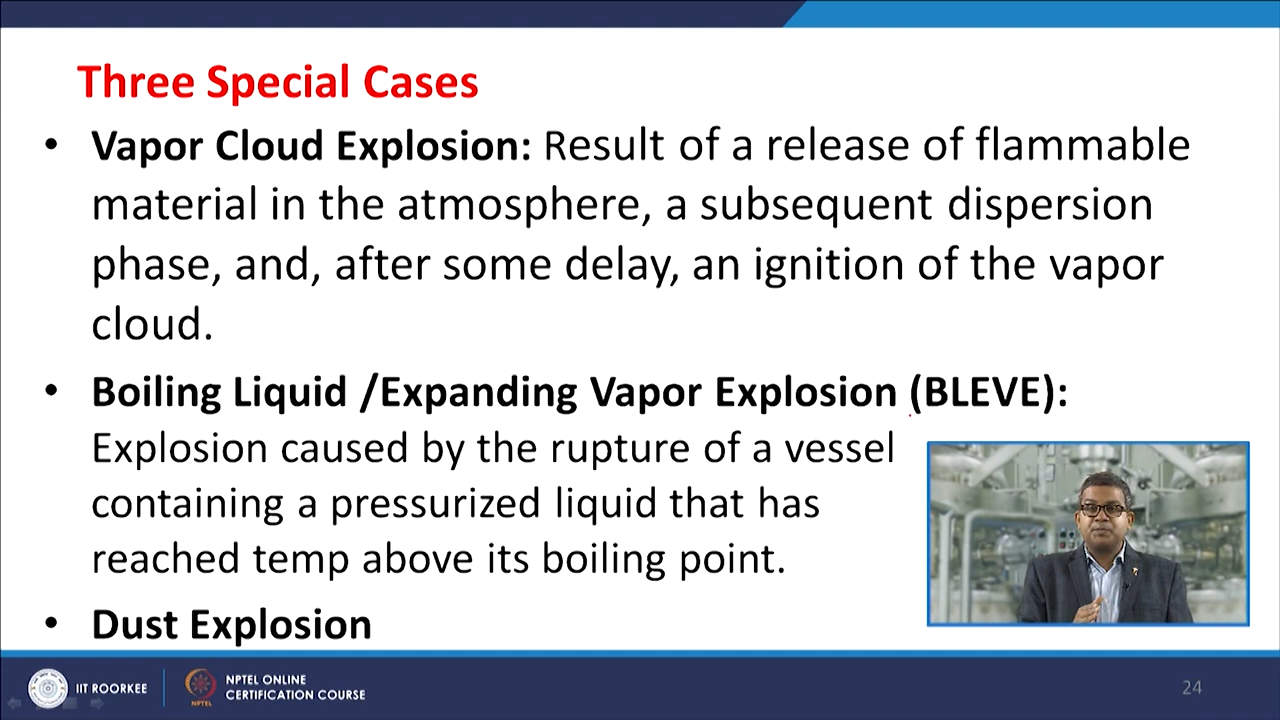 Three Special Cases
• Vapor Cloud Explosion: Result of a release of flammable
material in the atmosphere, a subsequent dispersion
phase, and, after some delay, an ignition of the vapor
cloud.
• Boiling Liquid /Expanding Vapor Explosion (BLEVE):
Explosion caused by the rupture of a vessel
containing a pressurized liquid that has
reached temp above its boiling point.
• Dust Explosion
IIT ROORKEE
NPTEL
NPTEL ONLINE
CERTIFICATION COURSE
24